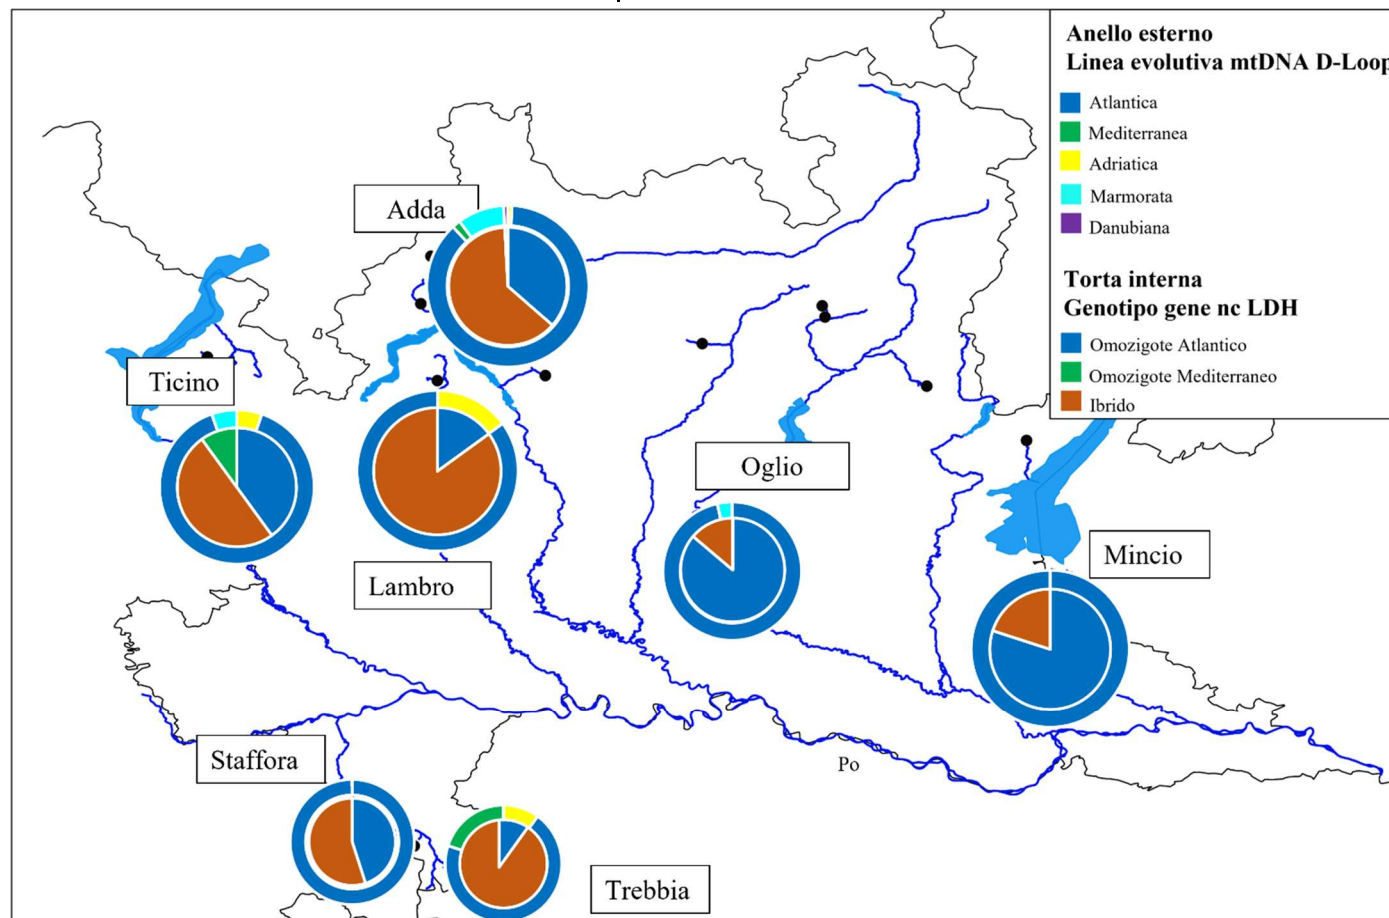 Anello esterno
Linea evolutiva mtDNA D-Loop
Atlantica
Mediterranea
Adriatica
Marmorata
Danubiana
Torta interna
Genotipo gene nc LDH
Omozigote Atlantico
Omozigote Mediterraneo
Ibrido
Adda
Ticino
Oglio
Mincio
Lambro
Staffora
Po
Trebbia